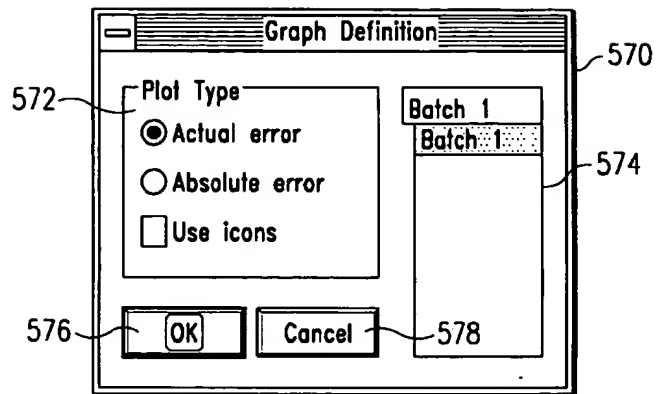 Graph Definition
570
572
Plot Type
Actual error
Absolute error
Use icons
Batch 1
Batch 1
574
576
OK
Cancel
578